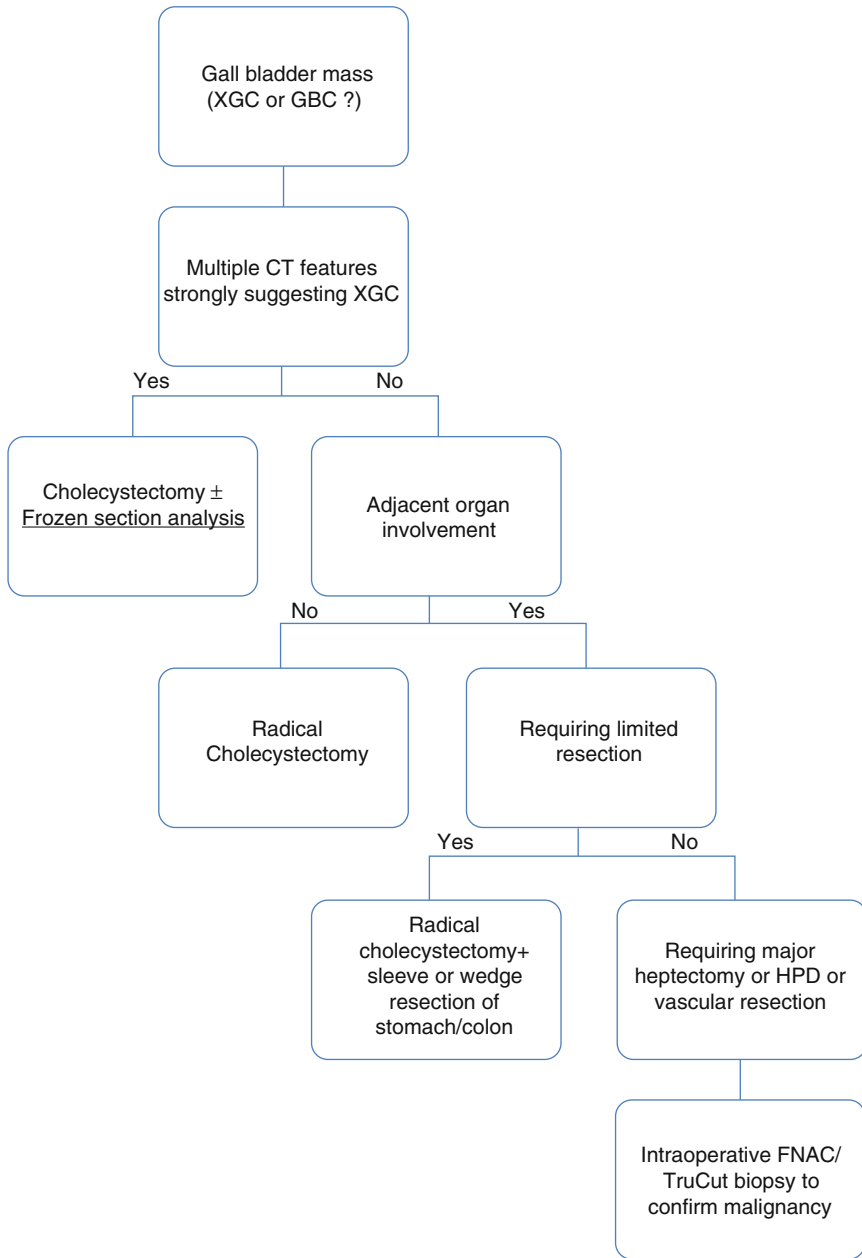 Gall bladder mass
(XGC or GBC ?)
Multiple CT features
strongly suggesting XGC
Yes
No
Cholecystectomy ±
Frozen section analysis
Adjacent organ
involvement
No
Yes
Radical
Cholecystectomy
Requiring limited
resection
Yes
No
Radical
cholecystectomy+
sleeve or wedge
resection of
stomach/colon
Requiring major
heptectomy or HPD or
vascular resection
Intraoperative FNAC/
TruCut biopsy to
confirm malignancy